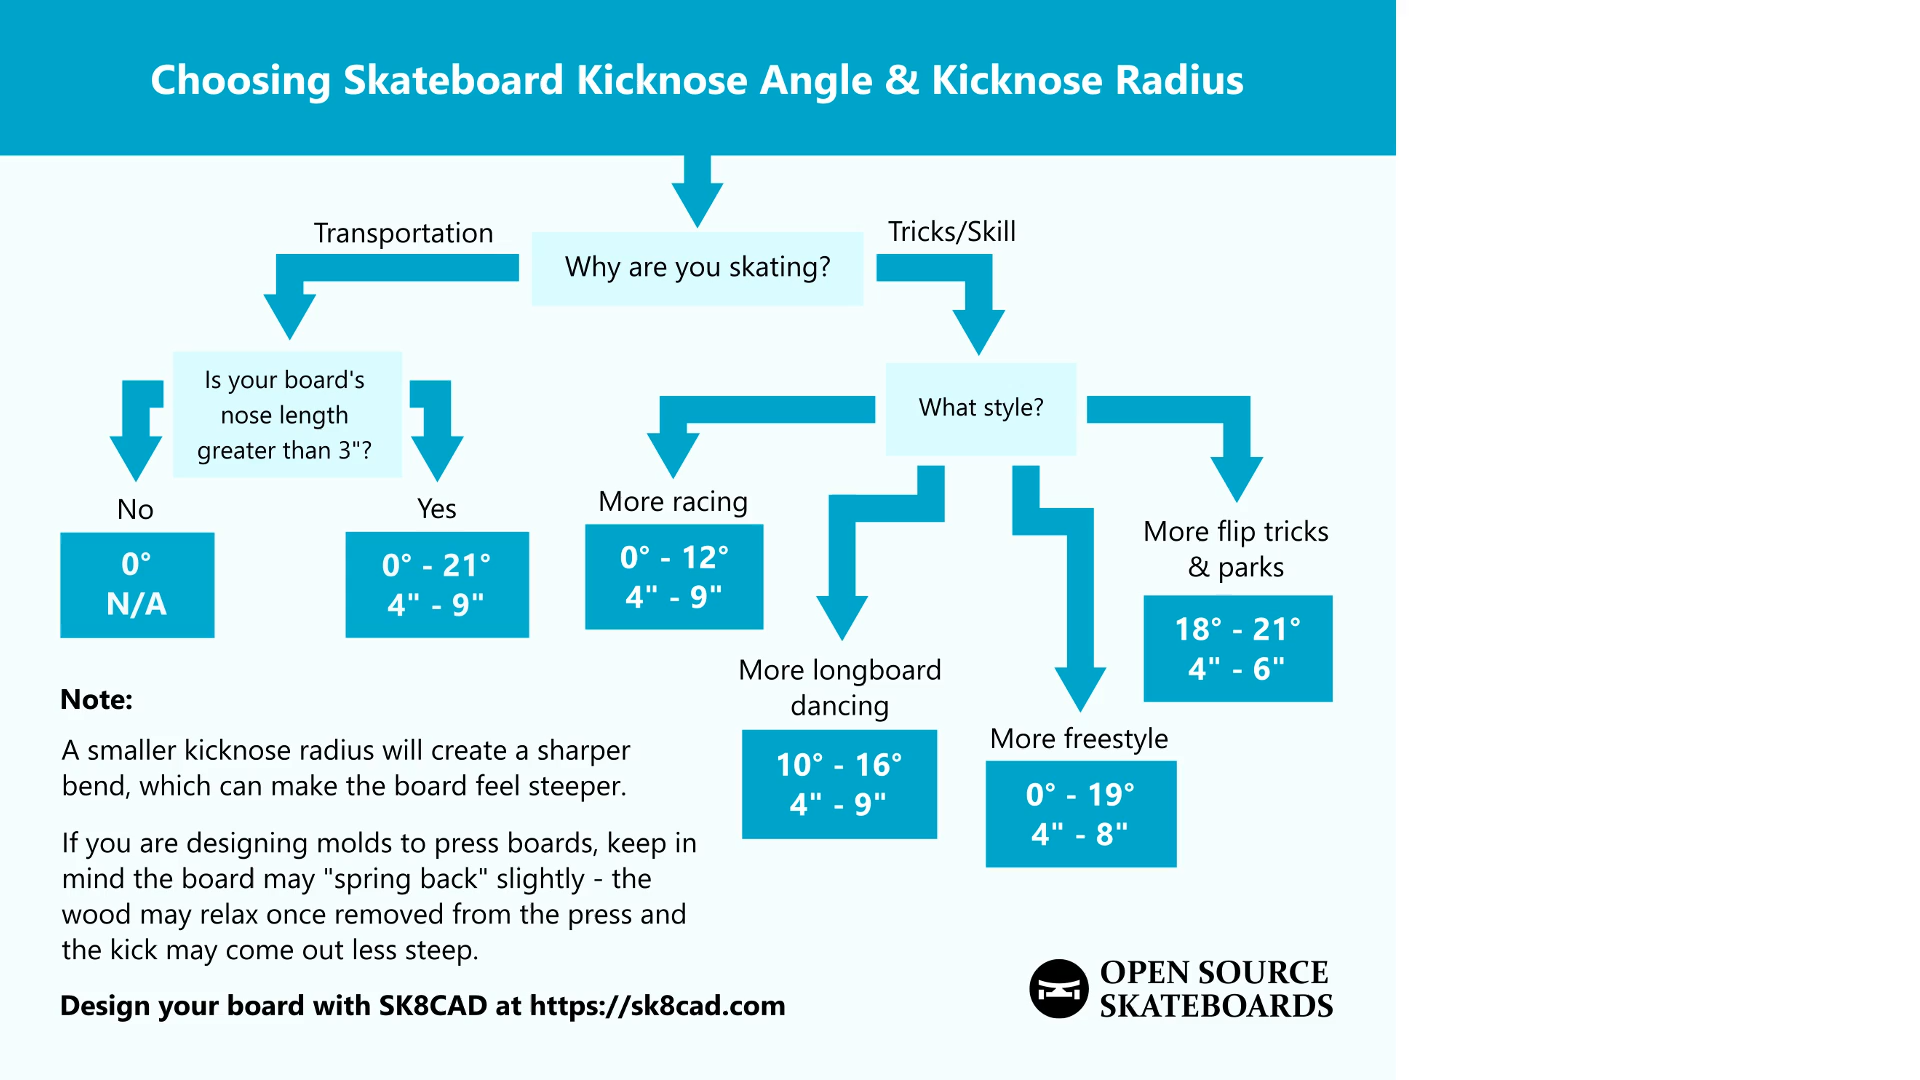 Choosing Skateboard Kicknose Angle & Kicknose Radius
Transportation
Why are you skating?
Tricks/Skill
Is your board's
nose length
greater than 3"?
What style?
No
0°
N/A
Yes
0° - 21°
4" - 9"
More racing
0° - 12°
4" - 9"
More longboard
dancing
10° - 16°
4" - 9"
More freestyle
0° - 19°
4" - 8"
More flip tricks
& parks
18° - 21°
4" - 6"
Note:
A smaller kicknose radius will create a sharper
bend, which can make the board feel steeper.
If you are designing molds to press boards, keep in
mind the board may "spring back" slightly - the
wood may relax once removed from the press and
the kick may come out less steep.
Design your board with SK8CAD at https://sk8cad.com
OPEN SOURCE
SKATEBOARDS